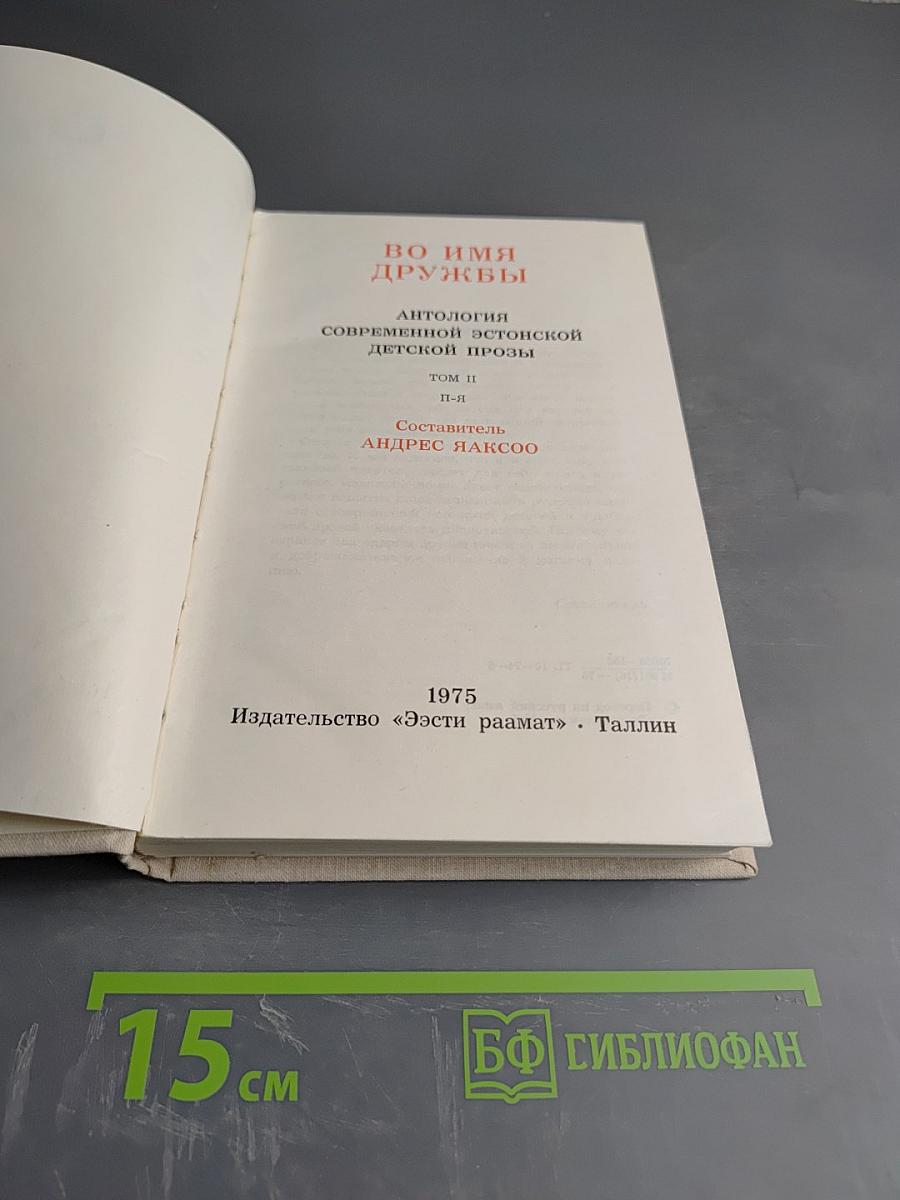 ВО ИМЯ
ДРУЖБЫ
АНТОЛОГИЯ
СОВРЕМЕННОЙ ЭСТОНСКОЙ
ДЕТСКОЙ ПРОЗЫ
ТОМ II
П-Я
Составитель
АНДРЕС ЯАКСОО
1975
Издательство «Ээсти раамат» · Таллин
15 см
БФ БИБЛИОФАН